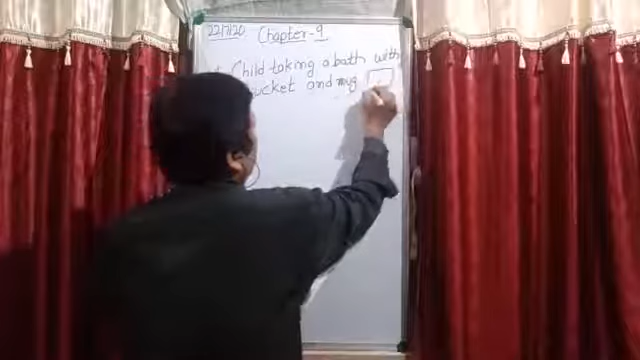 22/7/20 Chapter-9
Child taking a bath with
bucket and mug